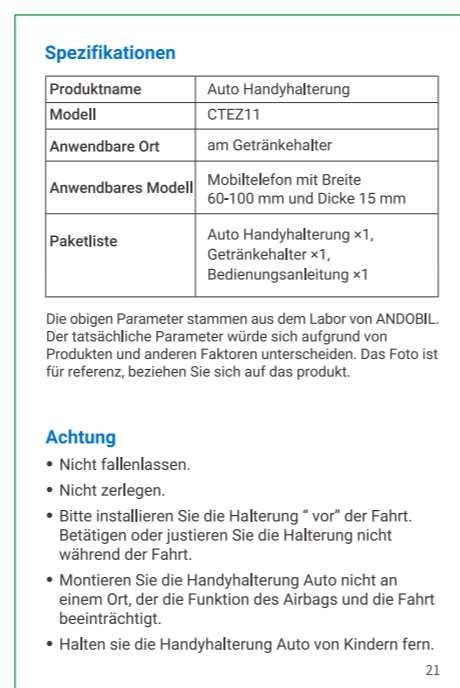 Spezifikationen
Produktname Auto Handyhalterung
Modell CTEZ11
Anwendbare Ort am Getränkehalter
Anwendbares Modell Mobiltelefon mit Breite
60-100 mm und Dicke 15 mm
Paketliste Auto Handyhalterung ×1,
Getränkehalter ×1,
Bedienungsanleitung ×1
Die obigen Parameter stammen aus dem Labor von ANDOBIL.
Der tatsächliche Parameter würde sich aufgrund von
Produkten und anderen Faktoren unterscheiden. Das Foto ist
für referenz, beziehen Sie sich auf das produkt.
Achtung
• Nicht fallenlassen.
• Nicht zerlegen.
• Bitte installieren Sie die Halterung “ vor” der Fahrt.
Betätigen oder justieren Sie die Halterung nicht
während der Fahrt.
• Montieren Sie die Handyhalterung Auto nicht an
einem Ort, der die Funktion des Airbags und die Fahrt
beeinträchtigt.
• Halten sie die Handyhalterung Auto von Kindern fern.
21